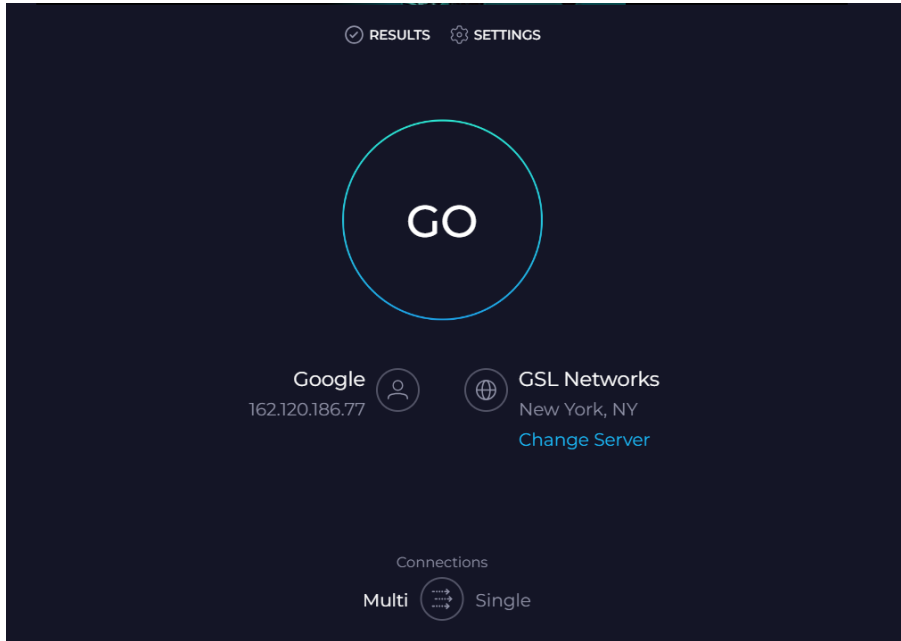 RESULTS SETTINGS
GO
Google
162.120.186.77
GSL Networks
New York, NY
Change Server
Connections
Multi Single